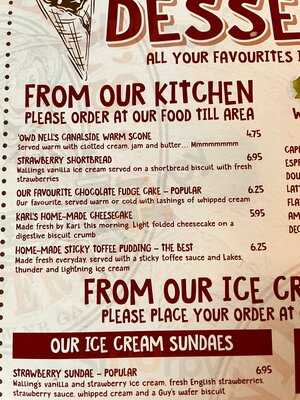 DESSE
ALL YOUR FAVOURITES
FROM OUR KITCHEN
PLEASE ORDER AT OUR FOOD TILL AREA
'OWD NELL'S CANALSIDE WARM SCONE 4.75
Served warm with clotted cream, jam and butter... Mmmmmmmm
STRAWBERRY SHORTBREAD 6.95
Wallings vanilla ice cream served on a shortbread biscuit with fresh
strawberries
OUR FAVOURITE CHOCOLATE FUDGE CAKE - POPULAR 6.25
Our favourite, served warm or cold with lashings of whipped cream
KARL'S HOME-MADE CHEESECAKE 5.95
Made fresh by Karl this morning. Light folded cheesecake on a
digestive biscuit crumb
HOME-MADE STICKY TOFFEE PUDDING - THE BEST 6.25
Made fresh everyday, served with a sticky toffee sauce and Lakes,
thunder and lightning ice cream
W
CAP
ESP
DOU
LATT
FLA
AM
DEC
FROM OUR ICE CR
PLEASE PLACE YOUR ORDER AT
OUR ICE CREAM SUNDAES
STRAWBERRY SUNDAE - POPULAR 6.95
Walling's vanilla and strawberry ice cream, fresh English strawberries,
strawberry sauce, whipped cream and a Guy's wafer biscuit